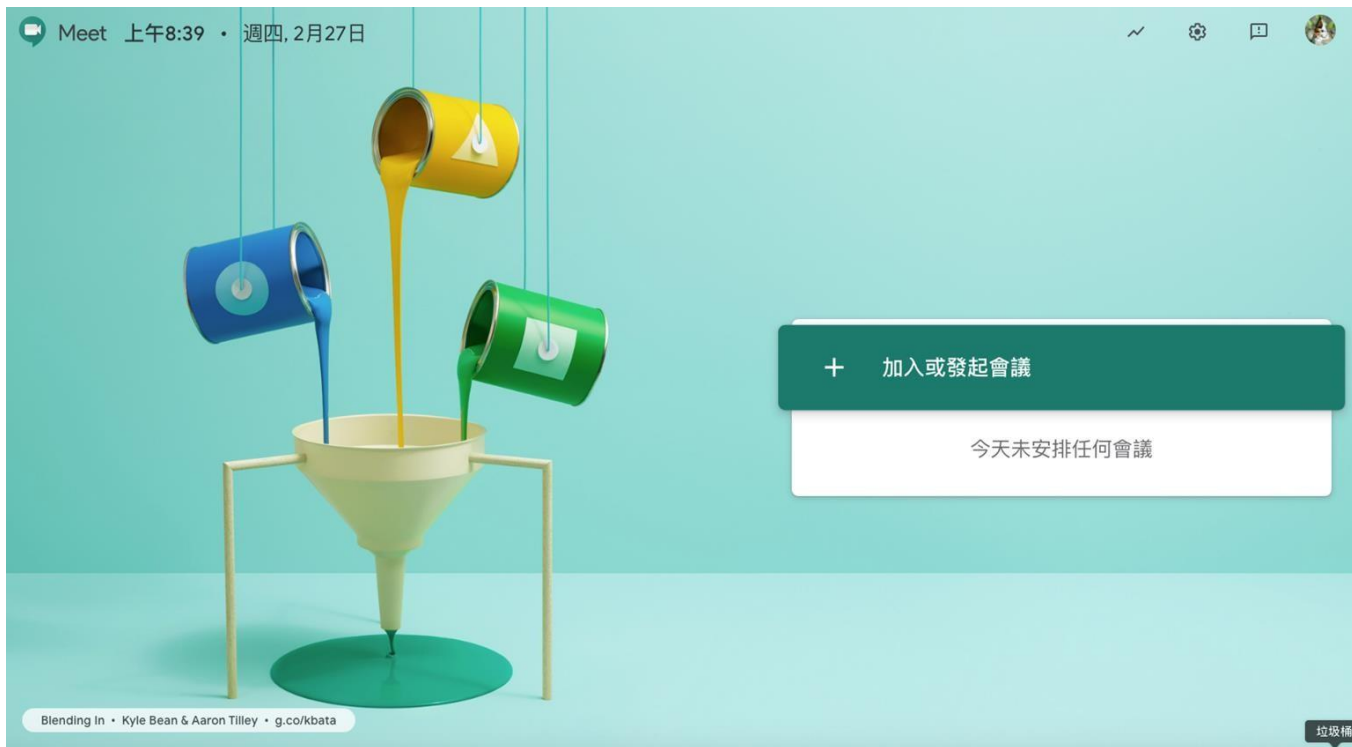 Meet 上午8:39 • 週四, 2月27日
加入或發起會議
今天未安排任何會議
Blending In • Kyle Bean & Aaron Tilley • g.co/kbata
垃圾桶